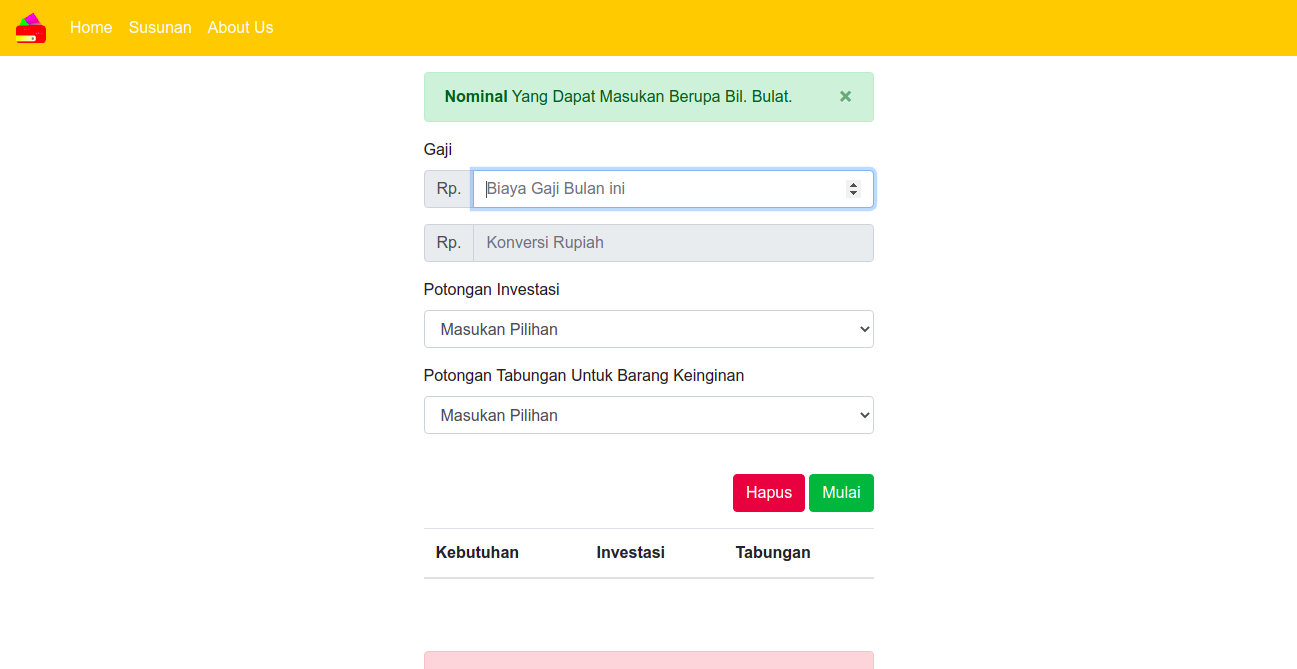 Home Susunan About Us
Nominal Yang Dapat Masukan Berupa Bil. Bulat. ×
Gaji
Rp. Biaya Gaji Bulan ini
Rp. Konversi Rupiah
Potongan Investasi
Masukan Pilihan
Potongan Tabungan Untuk Barang Keinginan
Masukan Pilihan
Hapus Mulai
Kebutuhan Investasi Tabungan